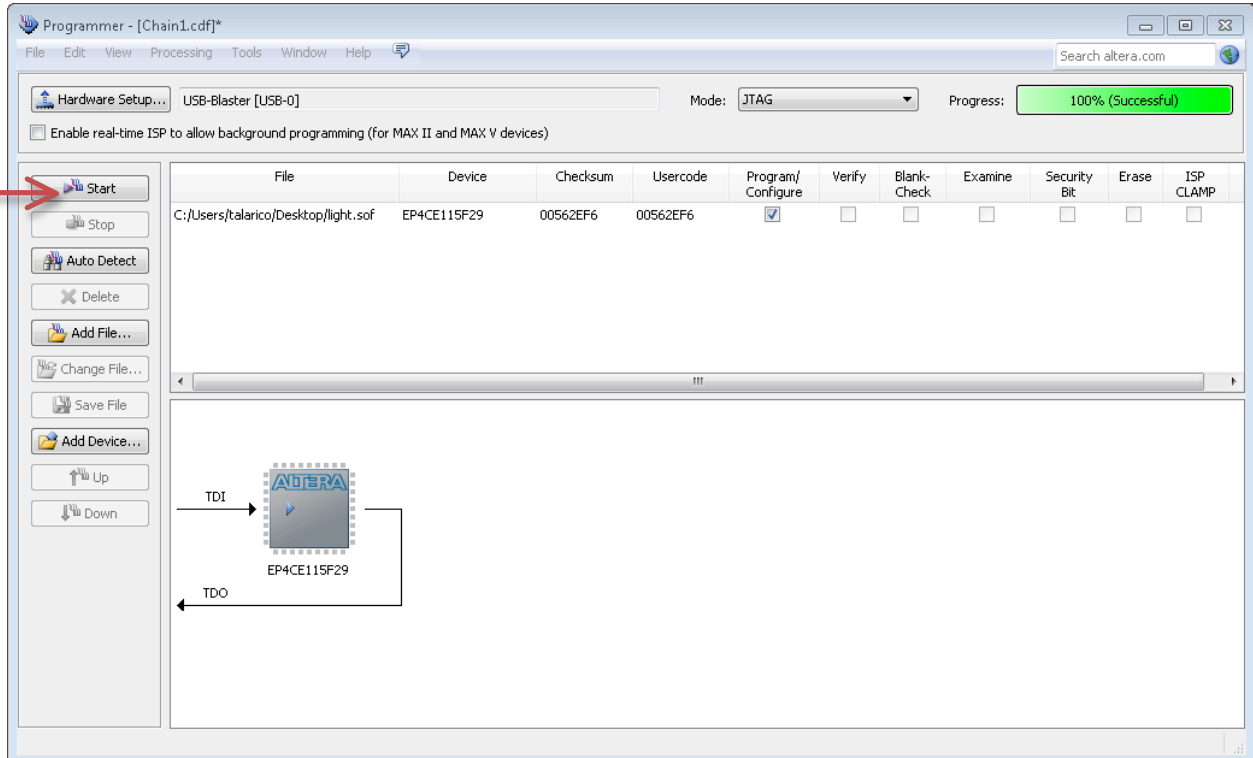 Programmer - [Chain1.cdf]*
File Edit View Processing Tools Window Help
Search altera.com
Hardware Setup... USB-Blaster [USB-0] Mode: JTAG Progress: 100% (Successful)
Enable real-time ISP to allow background programming (for MAX II and MAX V devices)
Start
Stop
Auto Detect
Delete
Add File...
Change File...
Save File
Add Device...
Up
Down
File Device Checksum Usercode Program/ Verify Blank- Examine Security Erase ISP
Configure Check Bit CLAMP
C:/Users/talarico/Desktop/light.sof EP4CE115F29 00562EF6 00562EF6
ALTERA
TDI
EP4CE115F29
TDO